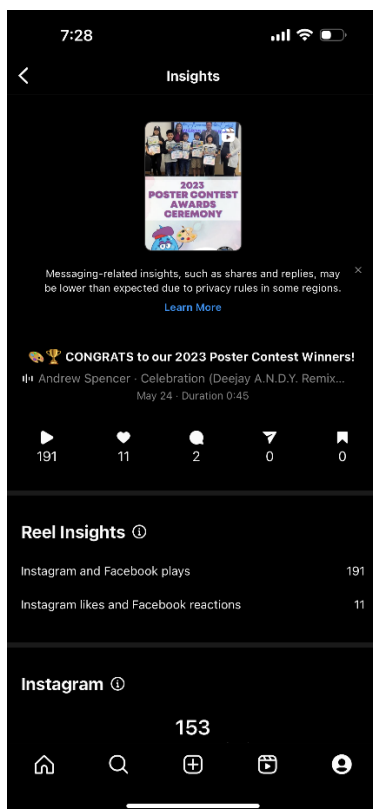 7:28
Insights
2023
POSTER CONTEST
AWARDS
CEREMONY
Messaging-related insights, such as shares and replies, may
be lower than expected due to privacy rules in some regions.
Learn More
🎨🏆 CONGRATS to our 2023 Poster Contest Winners!
Andrew Spencer · Celebration (Deejay A.N.D.Y. Remix...
May 24 · Duration 0:45
191 11 2 0 0
Reel Insights
Instagram and Facebook plays 191
Instagram likes and Facebook reactions 11
Instagram
153